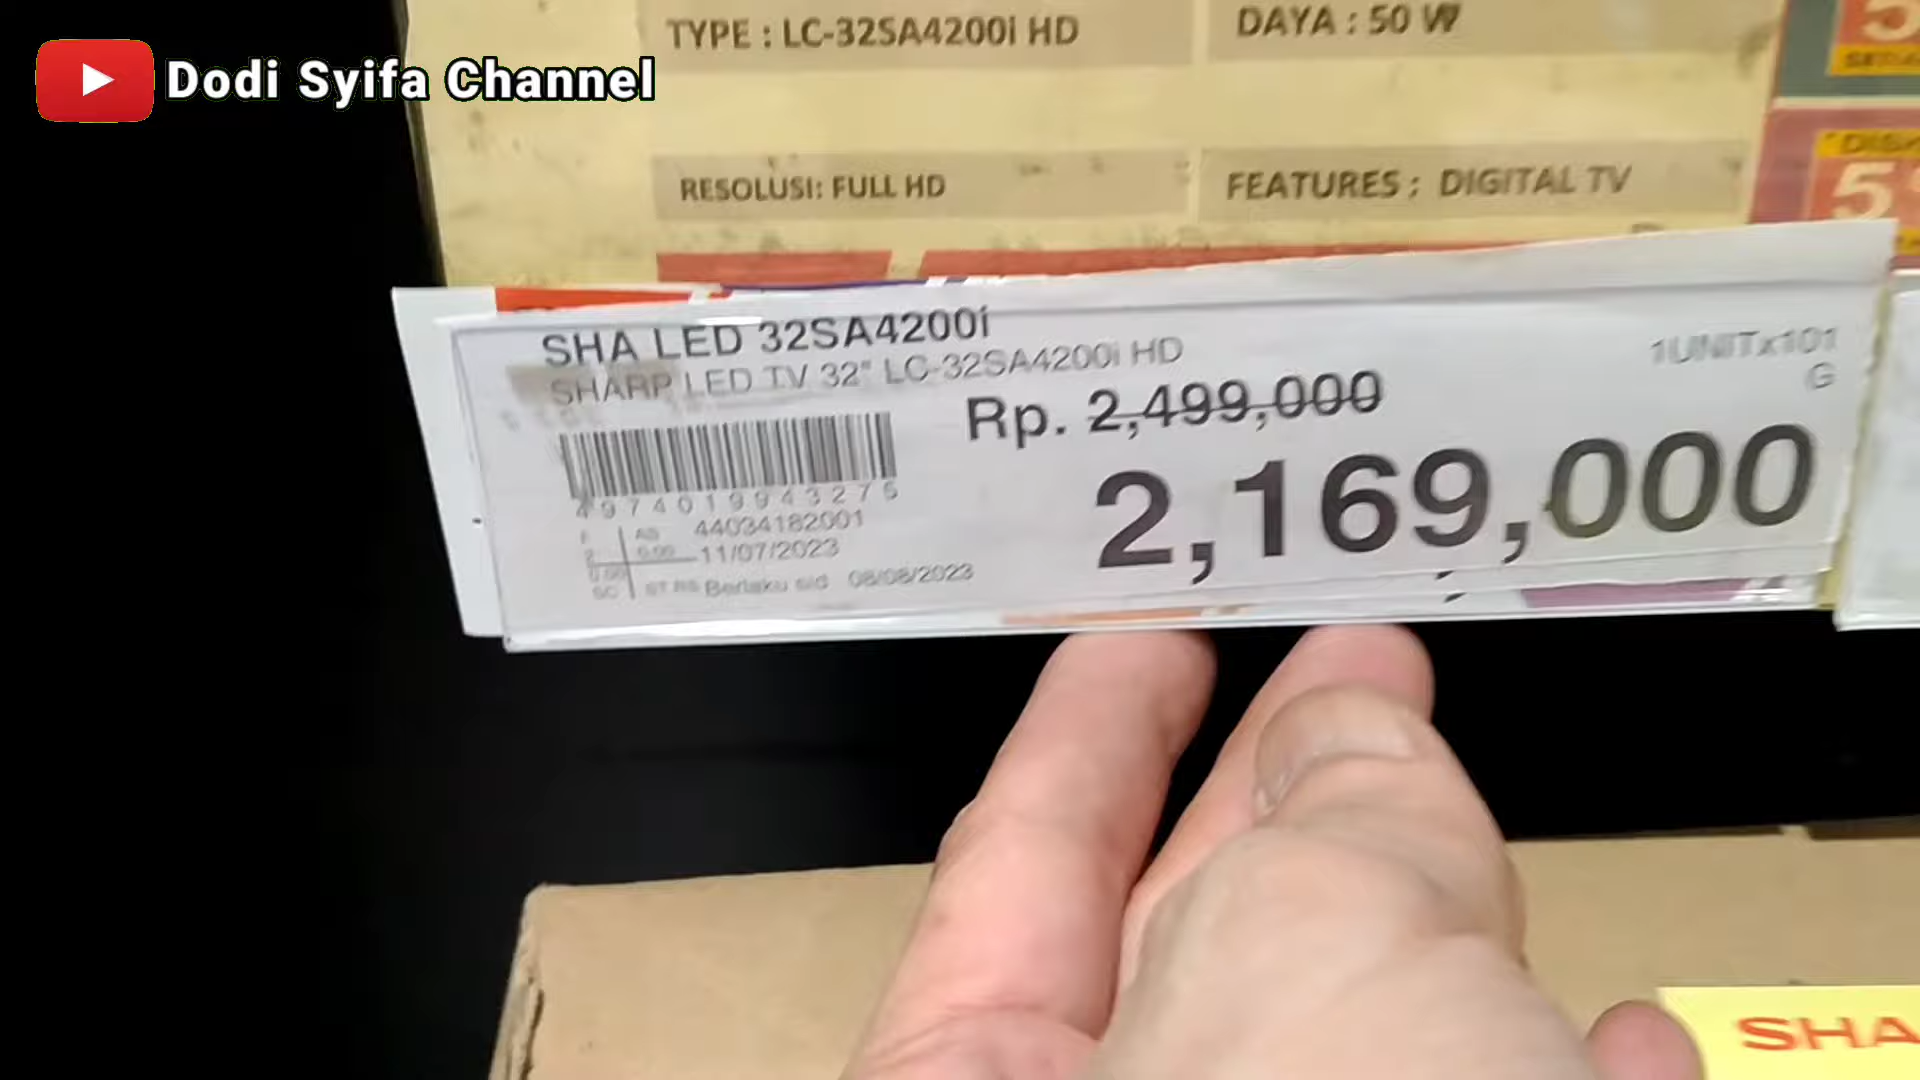 Dodi Syifa Channel
TYPE : LC-32SA4200i HD
DAYA : 50 W
RESOLUSI: FULL HD
FEATURES : DIGITAL TV
SHA LED 32SA4200i
SHARP LED TV 32" LC-32SA4200i HD
1UNITx101
G
Rp. 2,499,000
2,169,000
4974019943275
44034182001
11/07/2023
Berlaku s/d 08/08/2023
SHA